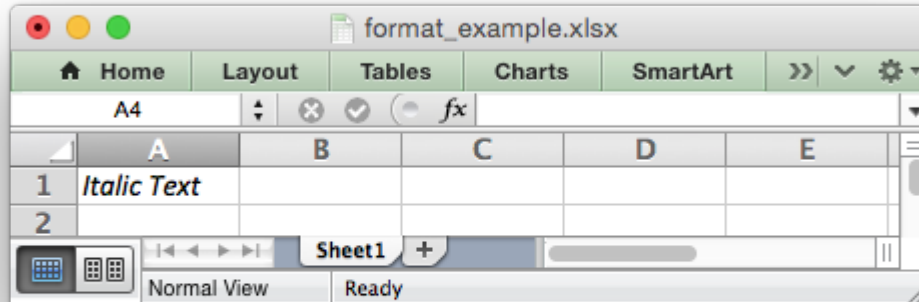 format_example.xlsx
Home Layout Tables Charts SmartArt
A4 fx
A B C D E
1 Italic Text
2
Sheet1 +
Normal View Ready